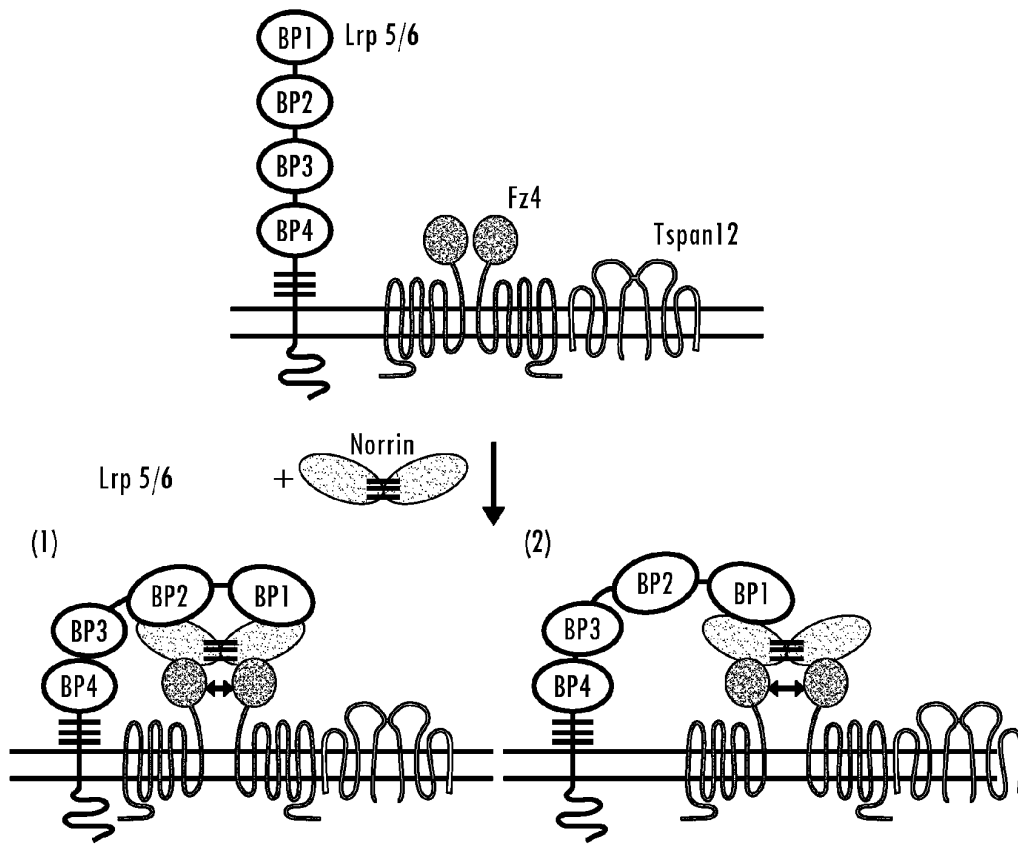 BP1
Lrp 5/6
BP2
BP3
BP4
Fz4
Tspan12
Norrin
Lrp 5/6
+
(1)
BP2
BP1
BP3
BP4
(2)
BP2
BP1
BP3
BP4